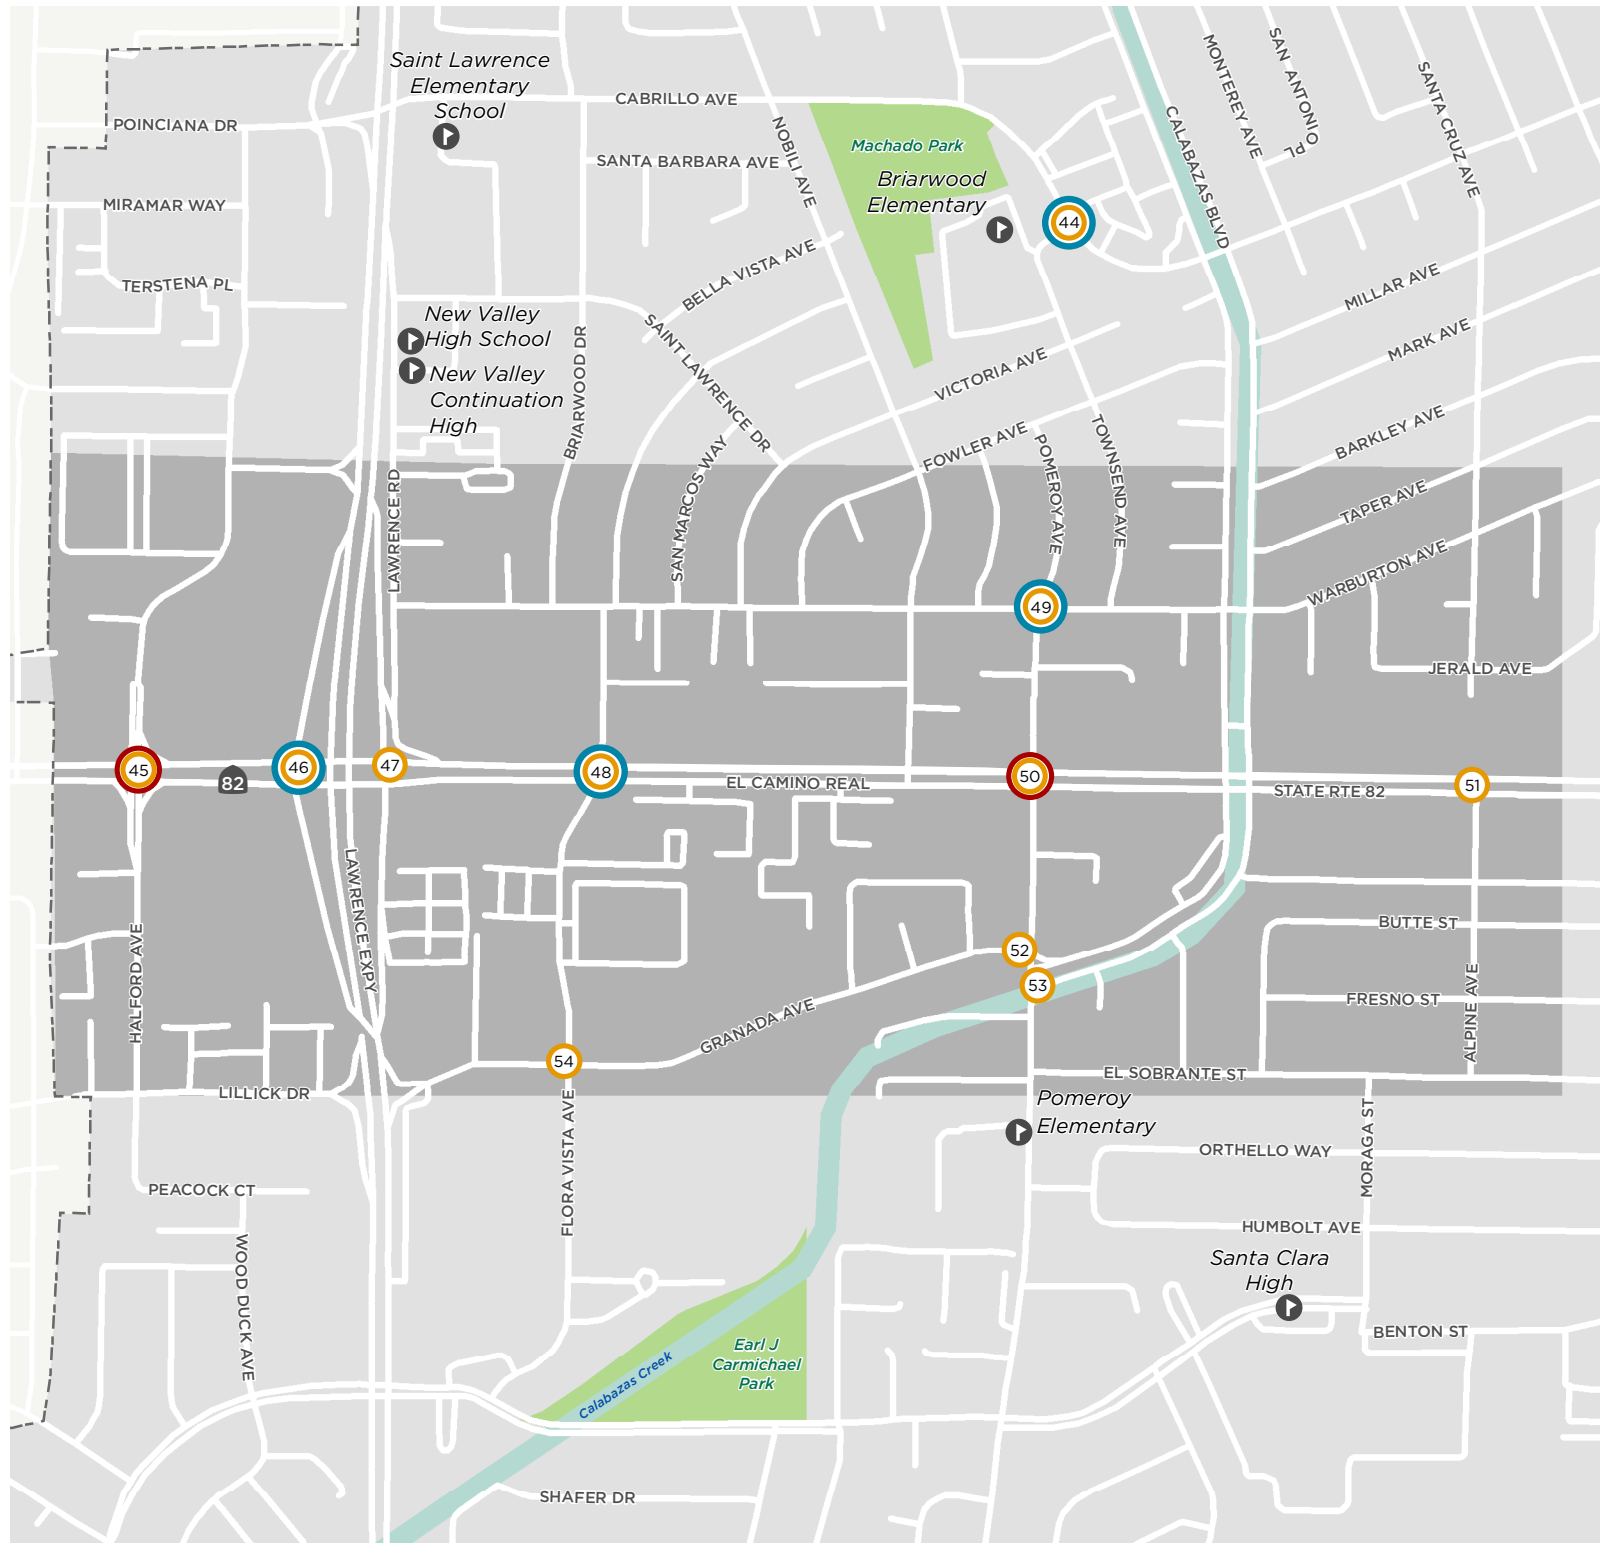 Saint Lawrence
Elementary
School
CABRILLO AVE
POINCIANA DR
NOBILI AVE
Machado Park
SANTA BARBARA AVE
Briarwood
Elementary
MIRAMAR WAY
44
CALABAZAS BLVD
MONTEREY AVE
SAN ANTONIO PL
SANTA CRUZ AVE
BELLA VISTA AVE
TERSTENA PL
MILLAR AVE
New Valley
High School
SAINT LAWRENCE DR
MARK AVE
New Valley
Continuation
High
BRIARWOOD DR
VICTORIA AVE
FOWLER AVE
BARKLEY AVE
SAN MARCOS WAY
POMEROY AVE
TOWNSEND AVE
LAWRENCE RD
TAPER AVE
WARBURTON AVE
49
JERALD AVE
45
82
46
47
48
EL CAMINO REAL
50
STATE RTE 82
51
LAWRENCE EXPY
HALFORD AVE
BUTTE ST
52
53
FRESNO ST
ALPINE AVE
GRANADA AVE
54
EL SOBRANTE ST
LILLICK DR
Pomeroy
Elementary
FLORA VISTA AVE
MORAGA ST
ORTHELLO WAY
PEACOCK CT
HUMBOLT AVE
WOOD DUCK AVE
Santa Clara
High
BENTON ST
Earl J
Carmichael
Park
Calabazas Creek
SHAFER DR